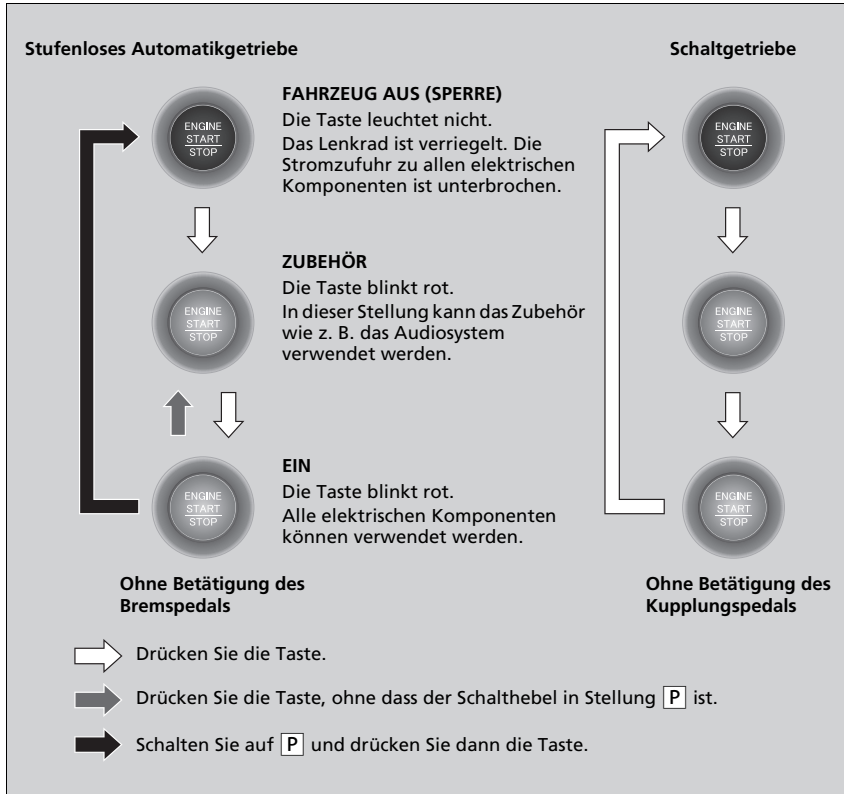 Stufenloses Automatikgetriebe
Schaltgetriebe
ENGINE
START
STOP
FAHRZEUG AUS (SPERRE)
Die Taste leuchtet nicht.
Das Lenkrad ist verriegelt. Die
Stromzufuhr zu allen elektrischen
Komponenten ist unterbrochen.
ENGINE
START
STOP
ENGINE
START
STOP
ZUBEHÖR
Die Taste blinkt rot.
In dieser Stellung kann das Zubehör
wie z. B. das Audiosystem
verwendet werden.
ENGINE
START
STOP
ENGINE
START
STOP
EIN
Die Taste blinkt rot.
Alle elektrischen Komponenten
können verwendet werden.
ENGINE
START
STOP
Ohne Betätigung des
Bremspedals
Ohne Betätigung des
Kupplungspedals
Drücken Sie die Taste.
Drücken Sie die Taste, ohne dass der Schalthebel in Stellung P ist.
Schalten Sie auf P und drücken Sie dann die Taste.